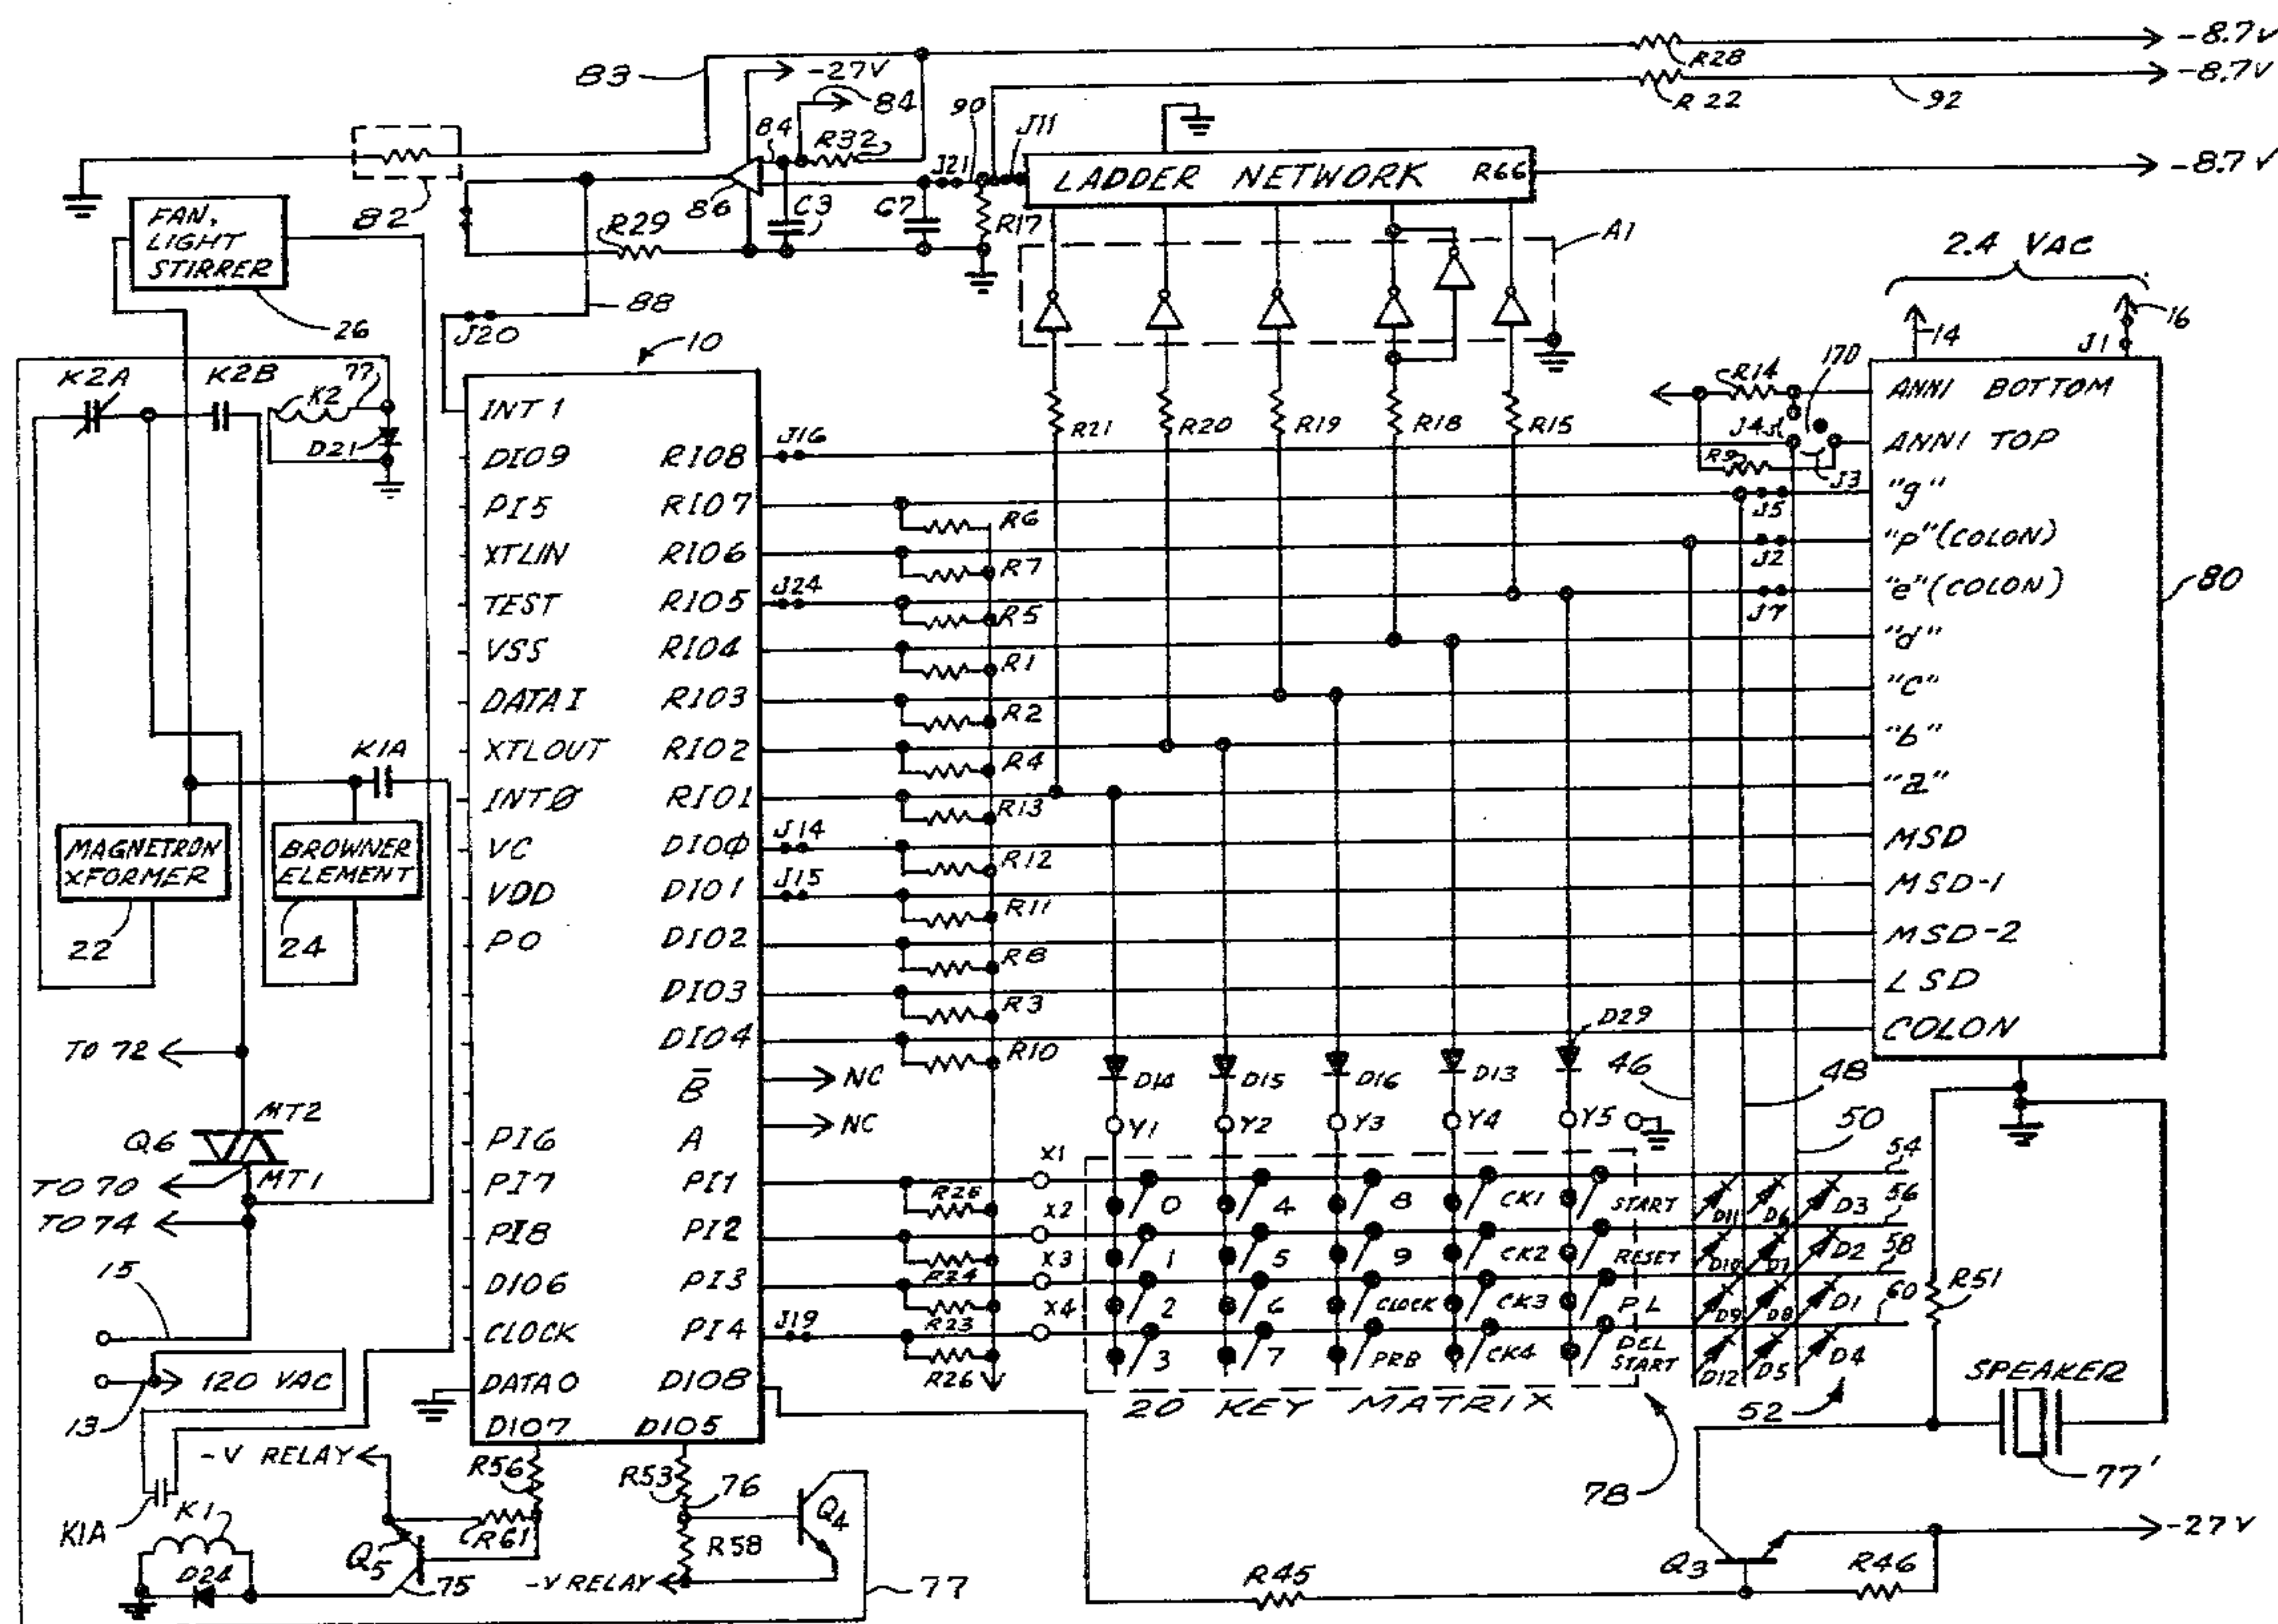 -8.7V
R28
83
-27V
-8.7V
R22
92
84
90
J11
84
R32
J21
LADDER NETWORK R66
-8.7V
82
86
C3
67
R17
R29
A1
FAN,
LIGHT
STIRRER
26
88
J20
10
2.4 VAC
14
16
J1
K2A
K2B
K2
77
D21
INT 1
DIO9
PI5
XTLIN
TEST
VSS
DATA I
XTLOUT
INTØ
VC
VDD
PO
PI6
PI7
PI8
DIO6
CLOCK
DATA O
DIO7
DIO5
RIO8
RIO7
RIO6
RIO5
RIO4
RIO3
RIO2
RIO1
DIOØ
DIO1
DIO2
DIO3
DIO4
B
A
PI1
PI2
PI3
PI4
DIO8
J16
J24
J14
J15
NC
NC
J19
R21
R20
R19
R18
R15
R6
R7
R5
R1
R2
R4
R13
R12
R11
R8
R3
R10
R26
R24
R23
R26
R14
170
J4
R9
J3
J5
J2
J7
ANNI BOTTOM
ANNI TOP
"g"
"P" (COLON)
"e" (COLON)
"d"
"c"
"b"
"a"
MSD
MSD-1
MSD-2
LSD
COLON
80
K1A
MAGNETRON
XFORMER
22
BROWNER
ELEMENT
24
TO 72
MT2
Q6
MT1
TO 70
TO 74
15
120 VAC
13
-V RELAY
K1A
K1
D24
Q5
75
R56
R61
R53
76
R58
Q4
-V RELAY
77
D14
D15
D16
D13
D29
Y1
Y2
Y3
Y4
Y5
46
48
50
X1
X2
X3
X4
0 4 8 CK1 START
1 5 9 CK2 RESET
2 6 CLOCK CK3 P.L
3 7 PRB CK4 DEL
START
20 KEY MATRIX
78
54
D11 D6 D3
56
D10 D7 D2
58
D9 D8 D1
60
D12 D5 D4
52
R51
SPEAKER
77'
-27V
Q3
R45
R46